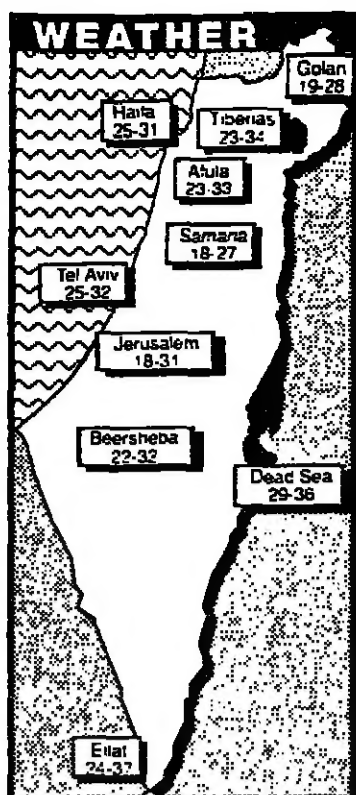 WEATHER
Golan
19-28
Haifa
25-31
Tiberias
23-34
Afula
23-33
Samaria
18-27
Tel Aviv
25-32
Jerusalem
18-31
Beersheba
22-32
Dead Sea
29-36
Eilat
24-37